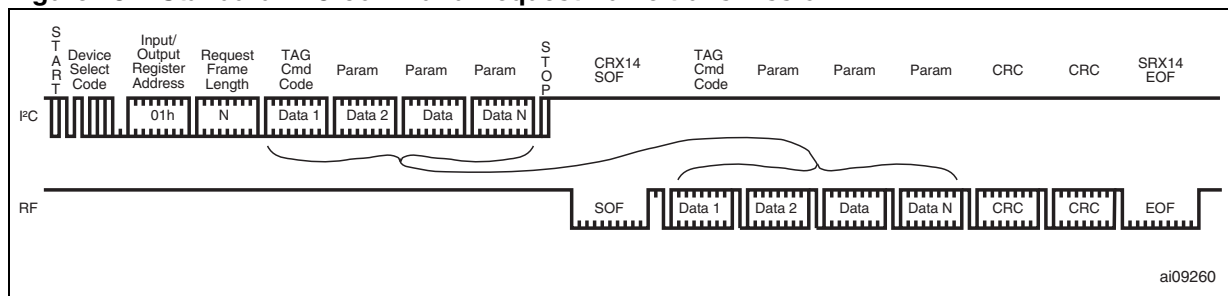 START
Device Select Code
Input/ Output Register Address
Request Frame Length
TAG Cmd Code
Param
Param
Param
STOP
CRX14 SOF
TAG Cmd Code
Param
Param
Param
CRC
CRC
SRX14 EOF
I²C
01h
N
Data 1
Data 2
Data
Data N
RF
SOF
Data 1
Data 2
Data
Data N
CRC
CRC
EOF
ai09260